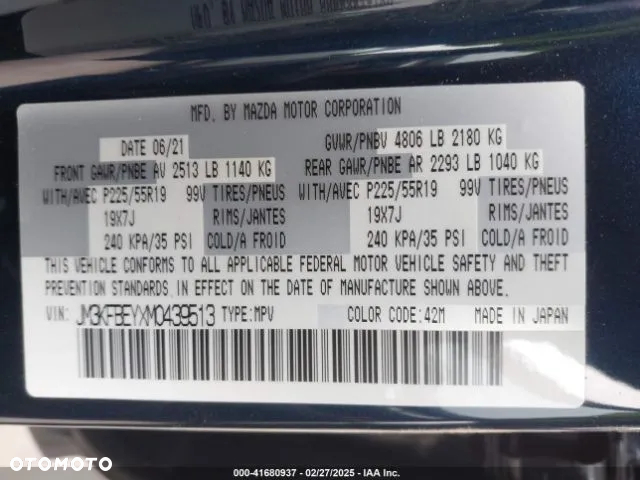 MFD. BY MAZDA MOTOR CORPORATION
DATE 06/21 GVWR/PNBV 4806 LB 2180 KG
FRONT GAWR/PNBE AV 2513 LB 1140 KG REAR GAWR/PNBE AR 2293 LB 1040 KG
WITH/AVEC P225/55R19 99V TIRES/PNEUS WITH/AVEC P225/55R19 99V TIRES/PNEUS
19X7J RIMS/JANTES 19X7J RIMS/JANTES
240 KPA/35 PSI COLD/A FROID 240 KPA/35 PSI COLD/A FROID
THIS VEHICLE CONFORMS TO ALL APPLICABLE FEDERAL MOTOR VEHICLE SAFETY AND THEFT
PREVENTION STANDARDS IN EFFECT ON THE DATE OF MANUFACTURE SHOWN ABOVE.
VIN: JM3KFBEYXM0439513 TYPE:MPV COLOR CODE:42M MADE IN JAPAN
OTOMOTO
000-41680937 - 02/27/2025 - IAA Inc.